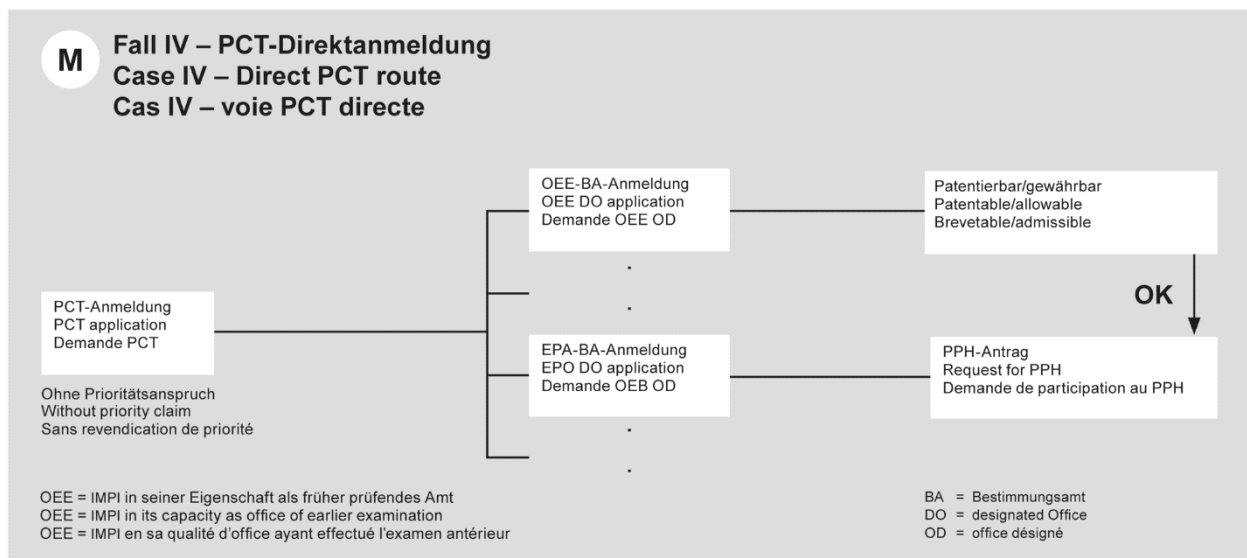 M
Fall IV – PCT-Direktanmeldung
Case IV – Direct PCT route
Cas IV – voie PCT directe
OEE-BA-Anmeldung
OEE DO application
Demande OEE OD
Patentierbar/gewährbar
Patentable/allowable
Brevetable/admissible
OK
PCT-Anmeldung
PCT application
Demande PCT
EPA-BA-Anmeldung
EPO DO application
Demande OEB OD
PPH-Antrag
Request for PPH
Demande de participation au PPH
Ohne Prioritätsanspruch
Without priority claim
Sans revendication de priorité
OEE = IMPI in seiner Eigenschaft als früher prüfendes Amt
OEE = IMPI in its capacity as office of earlier examination
OEE = IMPI en sa qualité d'office ayant effectué l'examen antérieur
BA = Bestimmungsamt
DO = designated Office
OD = office désigné